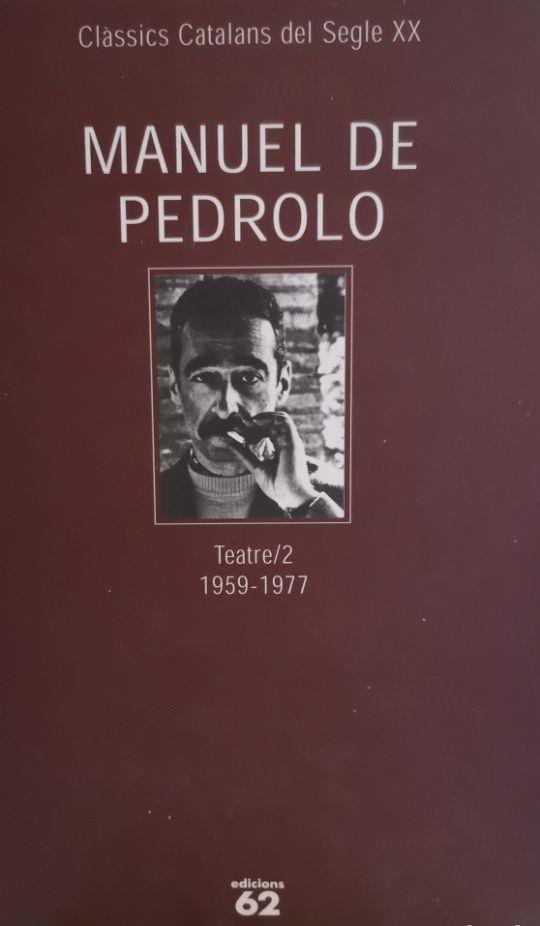 Clàssics Catalans del Segle XX
MANUEL DE
PEDROLO
Teatre/2
1959-1977
edicions
62